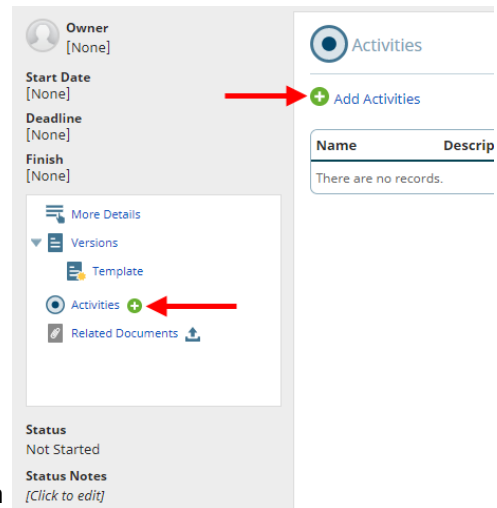 Owner
[None]
Start Date
[None]
Deadline
[None]
Finish
[None]
More Details
Versions
Template
Activities
Related Documents
Status
Not Started
Status Notes
[Click to edit]
Activities
Add Activities
Name Descrip
There are no records.